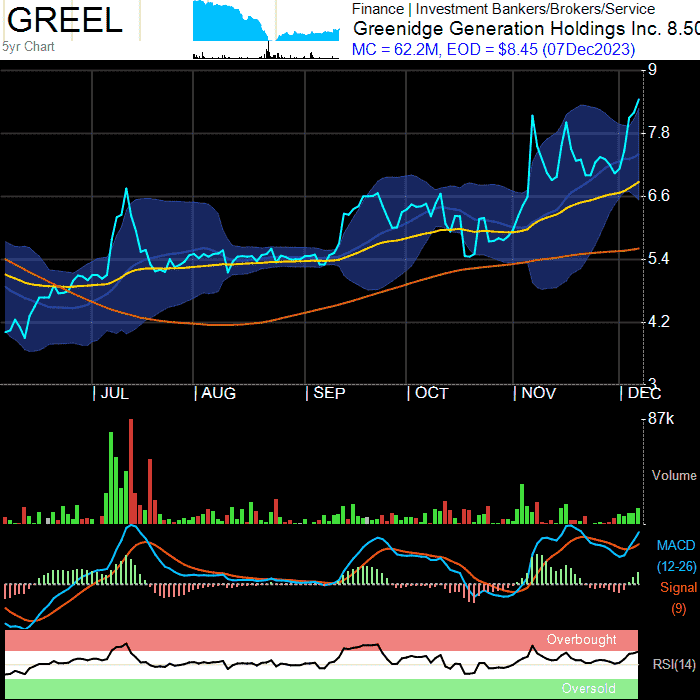 GREEL
5yr Chart
Finance | Investment Bankers/Brokers/Service
Greenidge Generation Holdings Inc. 8.50
MC = 62.2M, EOD = $8.45 (07Dec2023)
9
7.8
6.6
5.4
4.2
3
JUL AUG SEP OCT NOV DEC
87k
Volume
MACD
(12-26)
Signal
(9)
Overbought
RSI(14)
Oversold